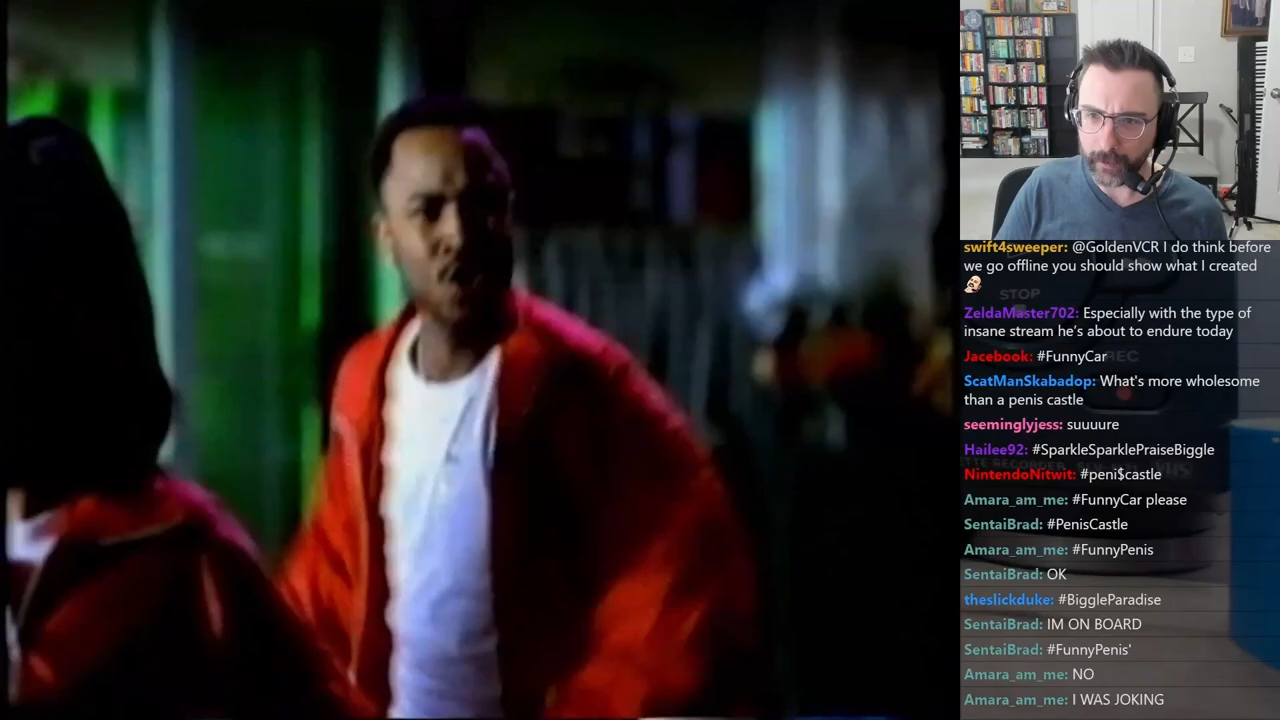 swift4sweeper: @GoldenVCR I do think before
we go offline you should show what I created
STOP
ZeldaMaster702: Especially with the type of
insane stream he's about to endure today
Jacebook: #FunnyCar
REC
ScatManSkabadop: What's more wholesome
than a penis castle
seeminglyjess: suuuure
Hailee92: #SparkleSparklePraiseBiggle
NintendoNitwit: #peni$castle
Amara_am_me: #FunnyCar please
SentaiBrad: #PenisCastle
Amara_am_me: #FunnyPenis
SentaiBrad: OK
theslickduke: #BiggleParadise
SentaiBrad: IM ON BOARD
SentaiBrad: #FunnyPenis'
Amara_am_me: NO
Amara_am_me: I WAS JOKING